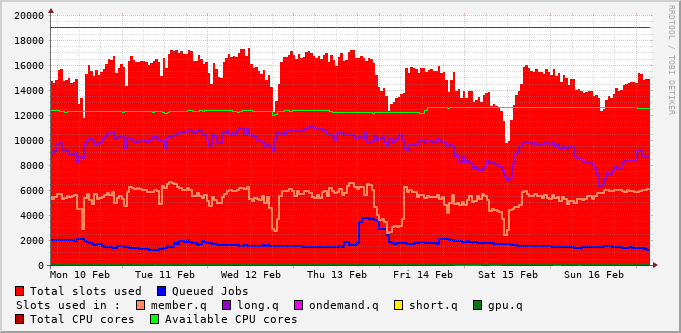 20000
18000
16000
14000
12000
10000
8000
6000
4000
2000
0
Mon 10 Feb Tue 11 Feb Wed 12 Feb Thu 13 Feb Fri 14 Feb Sat 15 Feb Sun 16 Feb
RRDTOOL / TOBI OETIKER
Total slots used Queued Jobs
Slots used in : member.q long.q ondemand.q short.q gpu.q
Total CPU cores Available CPU cores